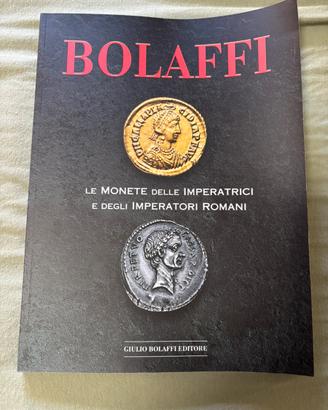 BOLAFFI
LE MONETE DELLE IMPERATRICI
E DEGLI IMPERATORI ROMANI
GIULIO BOLAFFI EDITORE